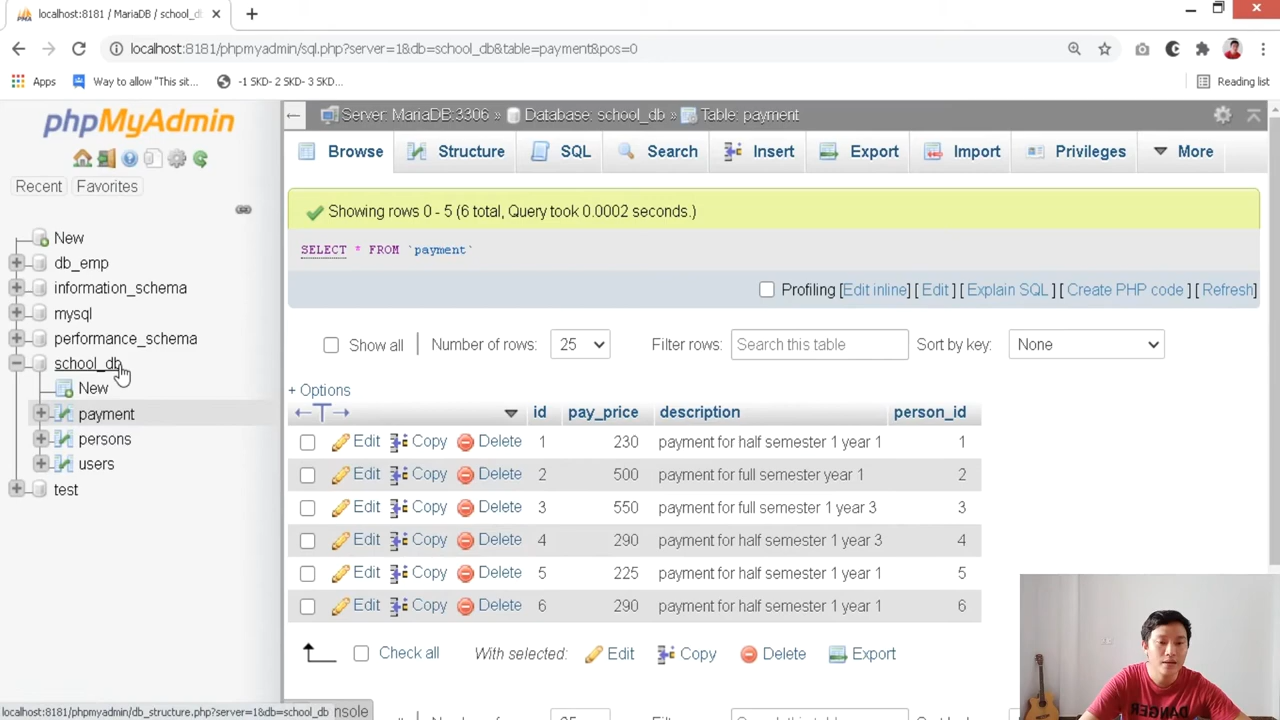 localhost:8181 / MariaDB / school_d
localhost:8181/phpmyadmin/sql.php?server=1&db=school_db&table=payment&pos=0
Apps Way to allow "This sit... -1 SKD- 2 SKD- 3 SKD... Reading list
phpMyAdmin
Recent Favorites
New
db_emp
information_schema
mysql
performance_schema
school_db
New
payment
persons
users
test
Server: MariaDB:3306 » Database: school_db » Table: payment
Browse Structure SQL Search Insert Export Import Privileges More
Showing rows 0 - 5 (6 total, Query took 0.0002 seconds.)
SELECT * FROM `payment`
Profiling [Edit inline] [ Edit ] [ Explain SQL ] [ Create PHP code ] [ Refresh]
Show all Number of rows: 25 Filter rows: Search this table Sort by key: None
+ Options
id pay_price description person_id
Edit Copy Delete 1 230 payment for half semester 1 year 1 1
Edit Copy Delete 2 500 payment for full semester year 1 2
Edit Copy Delete 3 550 payment for full semester 1 year 3 3
Edit Copy Delete 4 290 payment for half semester 1 year 3 4
Edit Copy Delete 5 225 payment for half semester 1 year 1 5
Edit Copy Delete 6 290 payment for half semester 1 year 1 6
Check all With selected: Edit Copy Delete Export
localhost:8181/phpmyadmin/db_structure.php?server=1&db=school_db nsole
DANGER